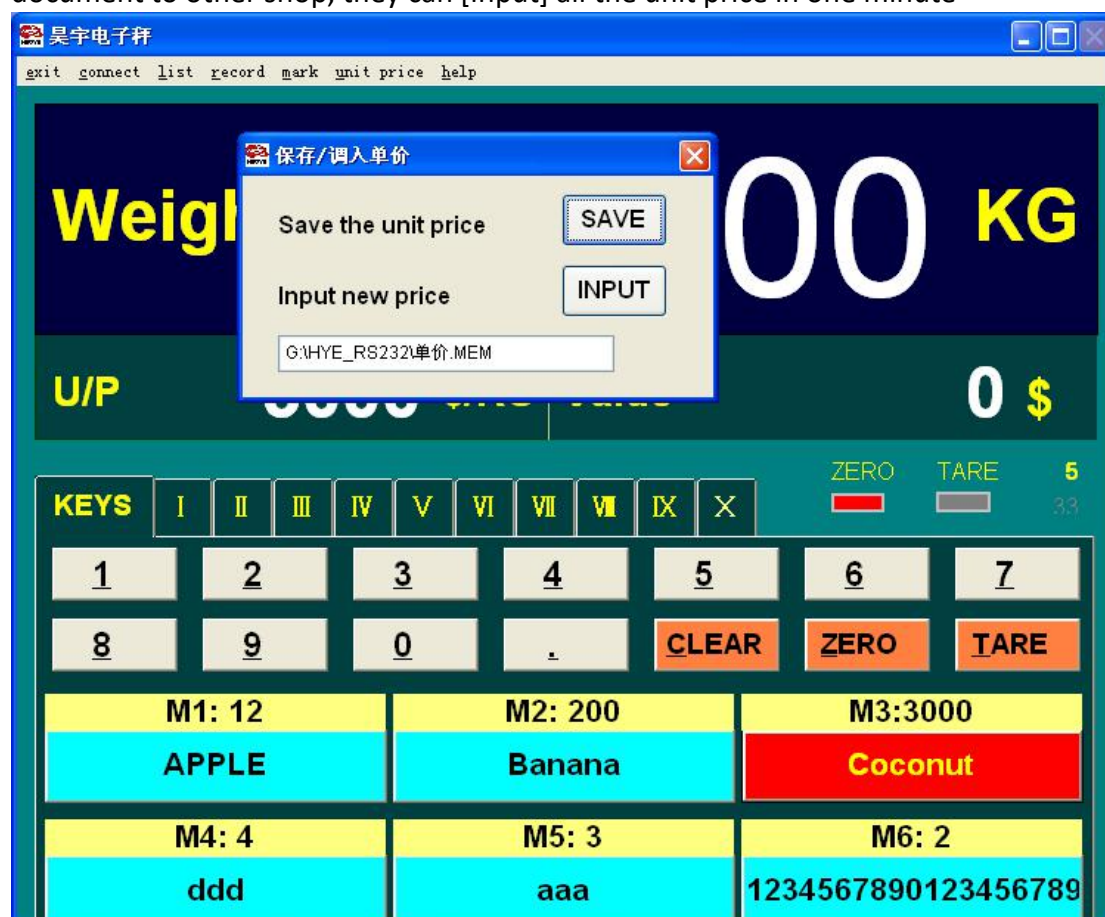 document to other shop, they can [input] all the unit price in one minute
昊宇电子秤
exit connect list record mark unit price help
保存/调入单价
Save the unit price SAVE
Input new price INPUT
G:\HYE_RS232\单价.MEM
00 KG
U/P
0 $
ZERO TARE 5
33
KEYS I II III IV V VI VII VIII IX X
1 2 3 4 5 6 7
8 9 0 . CLEAR ZERO TARE
M1: 12 M2: 200 M3:3000
APPLE Banana Coconut
M4: 4 M5: 3 M6: 2
ddd aaa 1234567890123456789